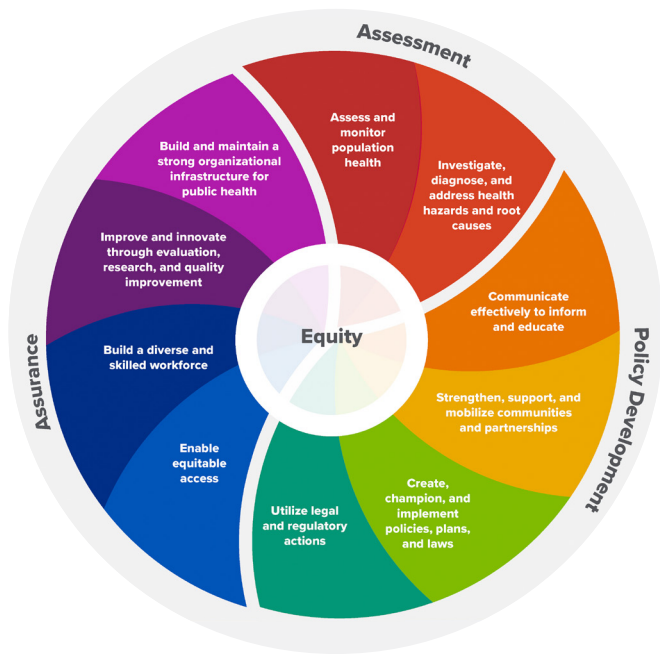 Assessment
Assess and
monitor
population
health
Investigate,
diagnose, and
address health
hazards and root
causes
Policy Development
Communicate
effectively to inform
and educate
Strengthen, support, and
mobilize communities
and partnerships
Create,
champion, and
implement
policies, plans,
and laws
Utilize legal
and regulatory
actions
Assurance
Enable
equitable
access
Build a diverse and
skilled workforce
Improve and innovate
through evaluation,
research, and quality
improvement
Build and maintain a
strong organizational
infrastructure for
public health
Equity